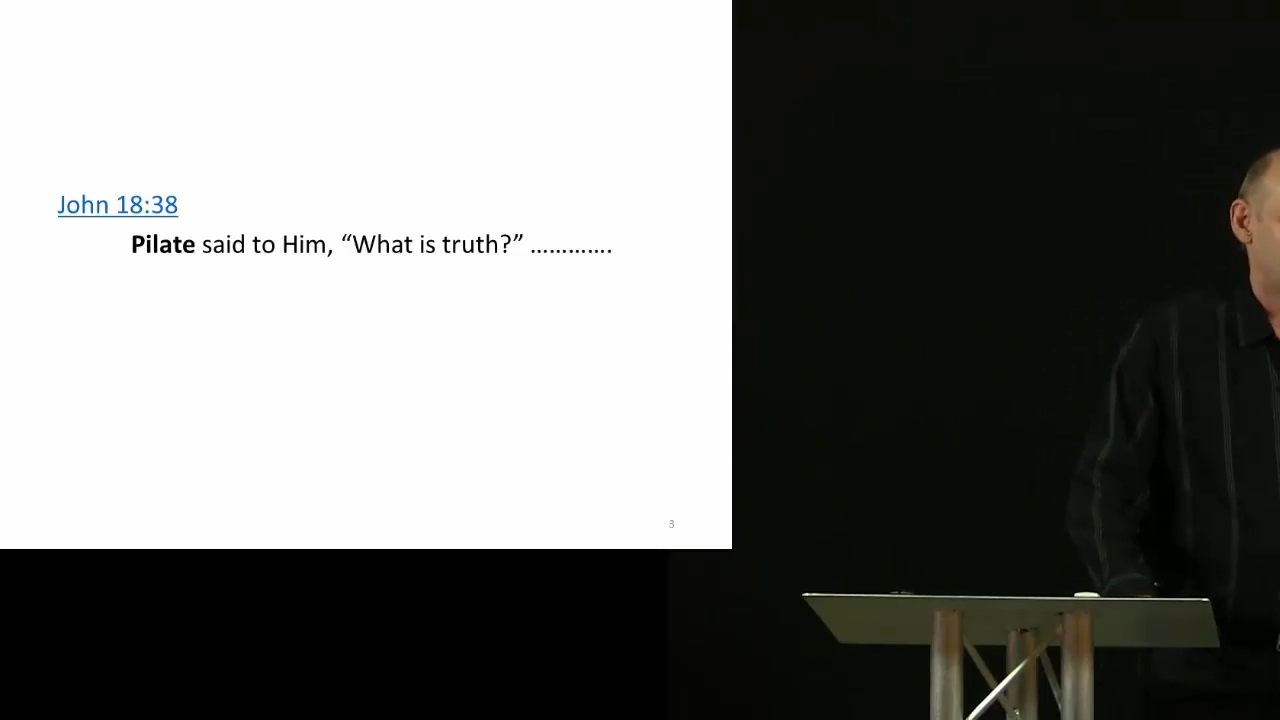 John 18:38
Pilate said to Him, “What is truth?” ………….
3